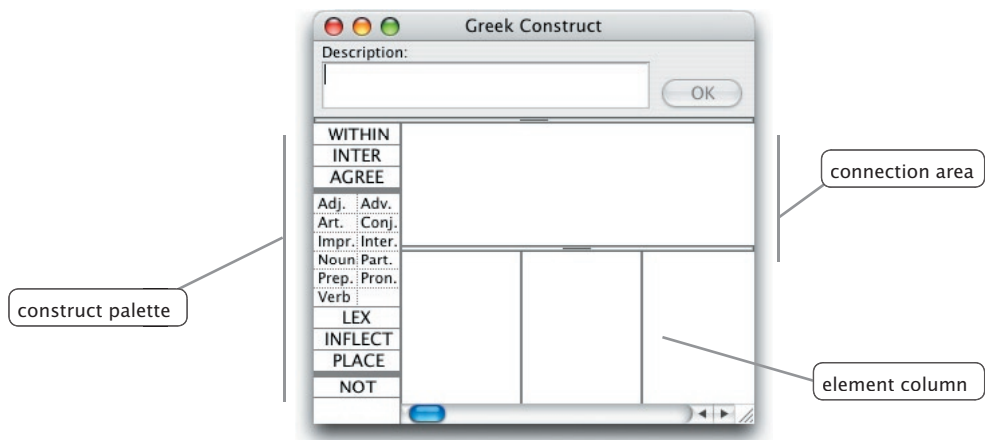 Greek Construct
Description:
OK
WITHIN
INTER
AGREE
Adj. Adv.
Art. Conj.
Impr. Inter.
Noun Part.
Prep. Pron.
Verb
LEX
INFLECT
PLACE
NOT
connection area
construct palette
element column